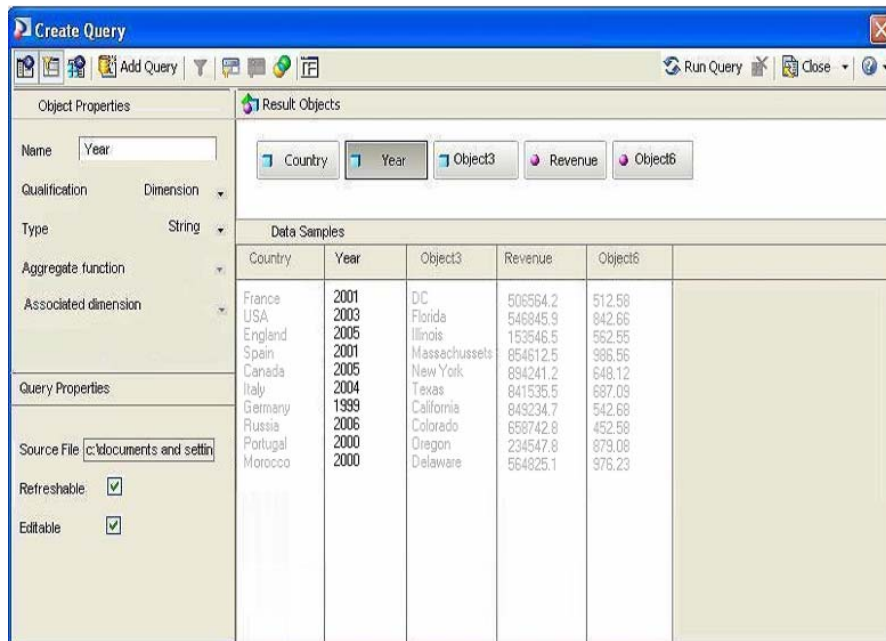 Create Query
Add Query Run Query Close
Object Properties
Name Year
Qualification Dimension
Type String
Aggregate function
Associated dimension
Query Properties
Source File c:\documents and settin
Refreshable
Editable
Result Objects
Country Year Object3 Revenue Object6
Data Samples
Country Year Object3 Revenue Object6
France 2001 DC 506564.2 512.58
USA 2003 Florida 546845.9 842.66
England 2005 Illinois 153546.5 562.55
Spain 2001 Massachussets 854612.5 986.56
Canada 2005 New York 894241.2 648.12
Italy 2004 Texas 841535.5 687.09
Germany 1999 California 849234.7 542.68
Russia 2006 Colorado 658742.8 452.58
Portugal 2000 Oregon 234547.8 879.08
Morocco 2000 Delaware 564825.1 976.23